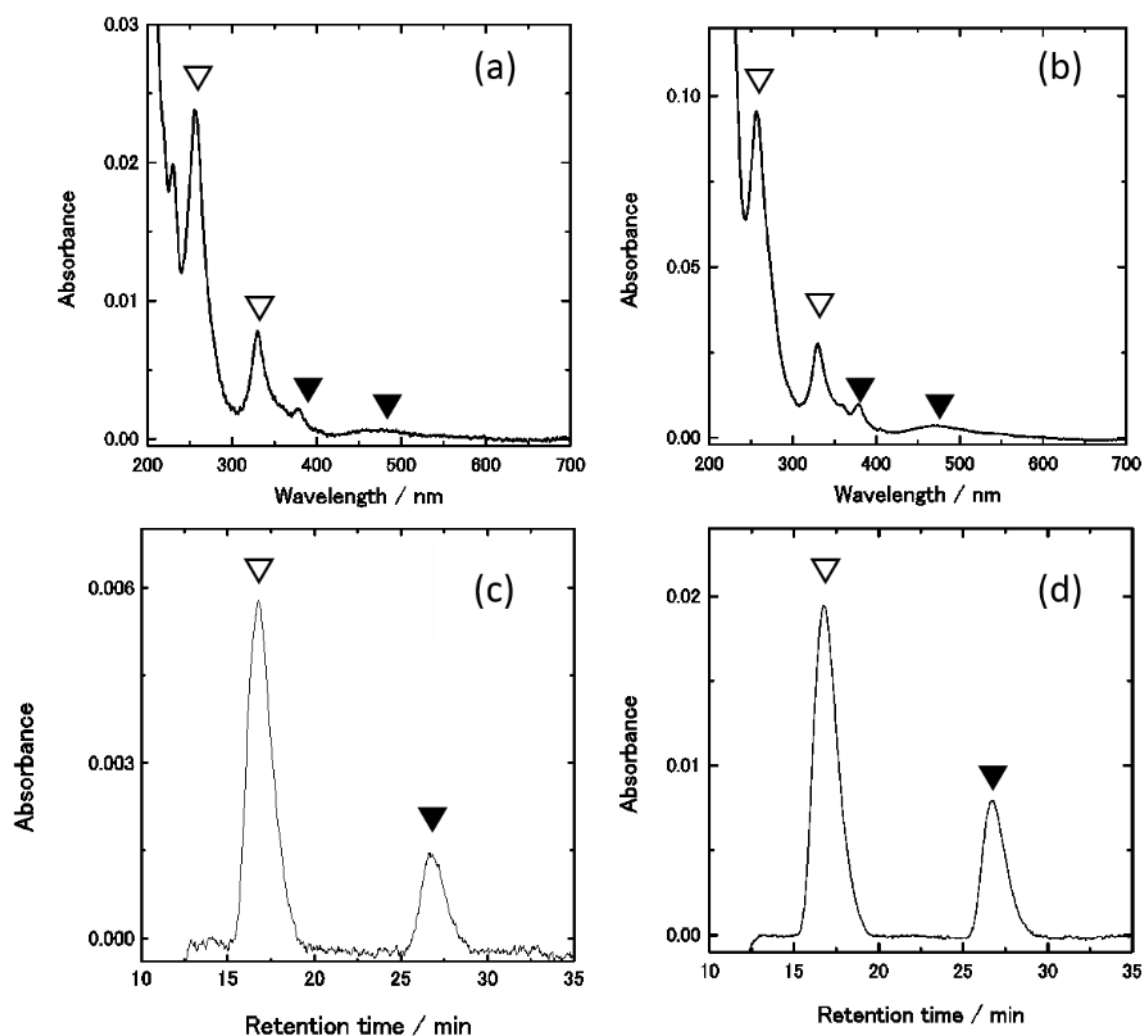 0.03
0.02
0.01
0.00
Absorbance
(a)
200 300 400 500 600 700
Wavelength / nm
0.10
0.05
0.00
Absorbance
(b)
200 300 400 500 600 700
Wavelength / nm
0.006
0.003
0.000
Absorbance
(c)
10 15 20 25 30 35
Retention time / min
0.02
0.01
0.00
Absorbance
(d)
10 15 20 25 30 35
Retention time / min